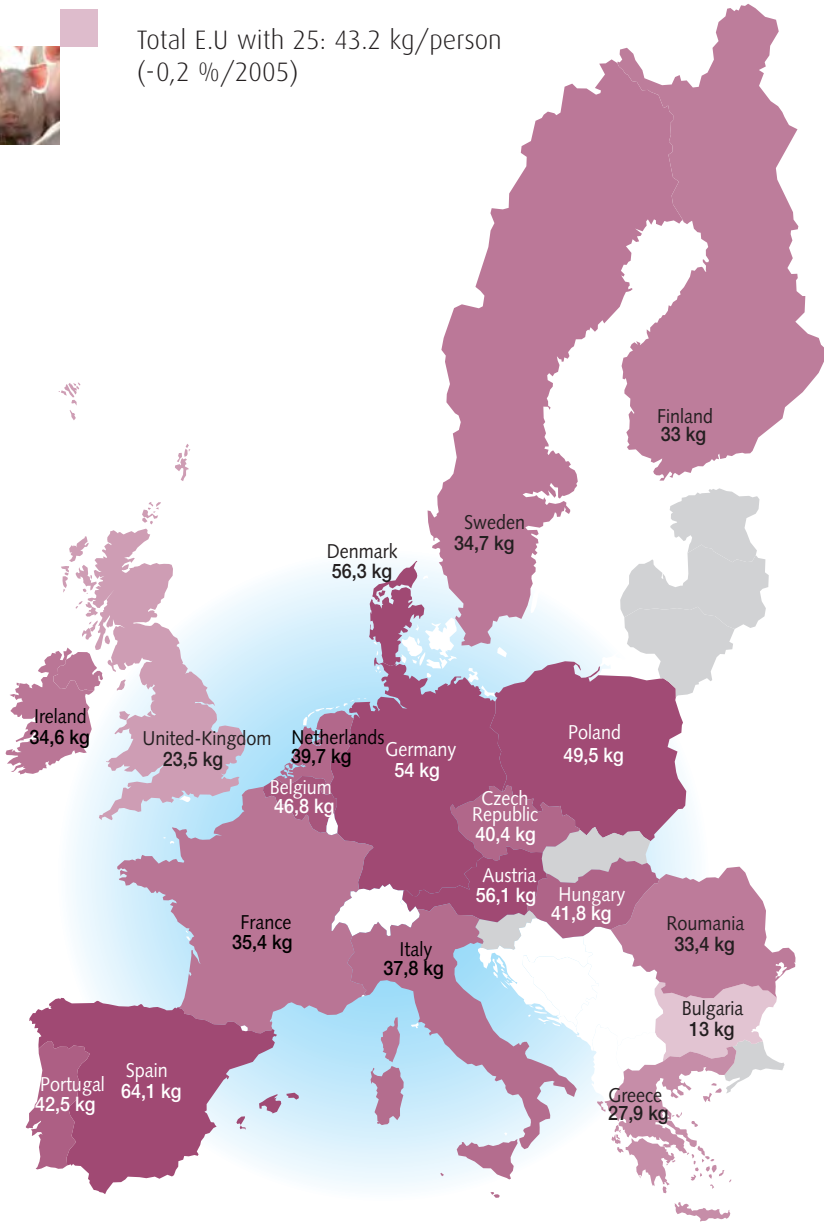 Total E.U with 25: 43.2 kg/person
(-0,2 %/2005)
Finland
33 kg
Sweden
34,7 kg
Denmark
56,3 kg
Ireland
34,6 kg
United-Kingdom
23,5 kg
Netherlands
39,7 kg
Germany
54 kg
Poland
49,5 kg
Belgium
46,8 kg
Czech
Republic
40,4 kg
Austria
56,1 kg
Hungary
41,8 kg
France
35,4 kg
Italy
37,8 kg
Roumania
33,4 kg
Bulgaria
13 kg
Portugal
42,5 kg
Spain
64,1 kg
Greece
27,9 kg